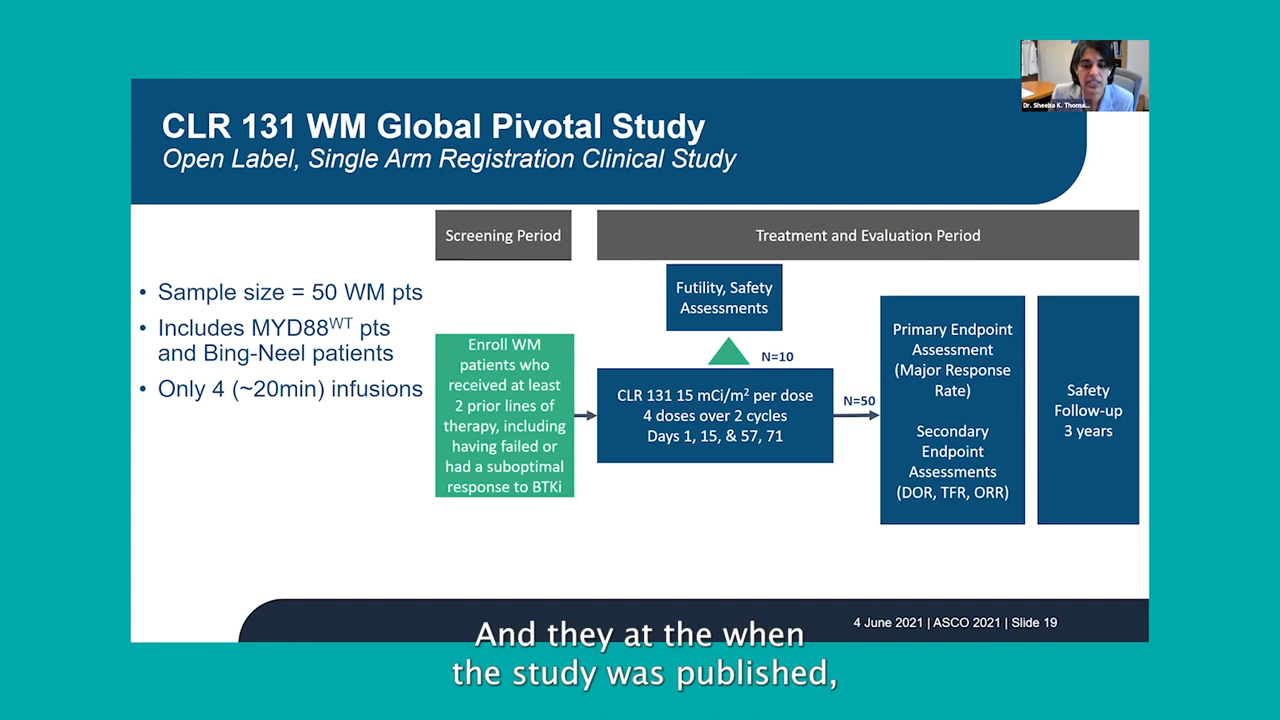 CLR 131 WM Global Pivotal Study
Open Label, Single Arm Registration Clinical Study
Dr. Sheeba K. Thoma...
Screening Period
Treatment and Evaluation Period
• Sample size = 50 WM pts
• Includes MYD88ᵂᵀ pts
and Bing-Neel patients
• Only 4 (~20min) infusions
Enroll WM
patients who
received at least
2 prior lines of
therapy, including
having failed or
had a suboptimal
response to BTKi
Futility, Safety
Assessments
N=10
CLR 131 15 mCi/m² per dose
4 doses over 2 cycles
Days 1, 15, & 57, 71
N=50
Primary Endpoint
Assessment
(Major Response
Rate)
Secondary
Endpoint
Assessments
(DOR, TFR, ORR)
Safety
Follow-up
3 years
4 June 2021 | ASCO 2021 | Slide 19
And they at the when
the study was published,